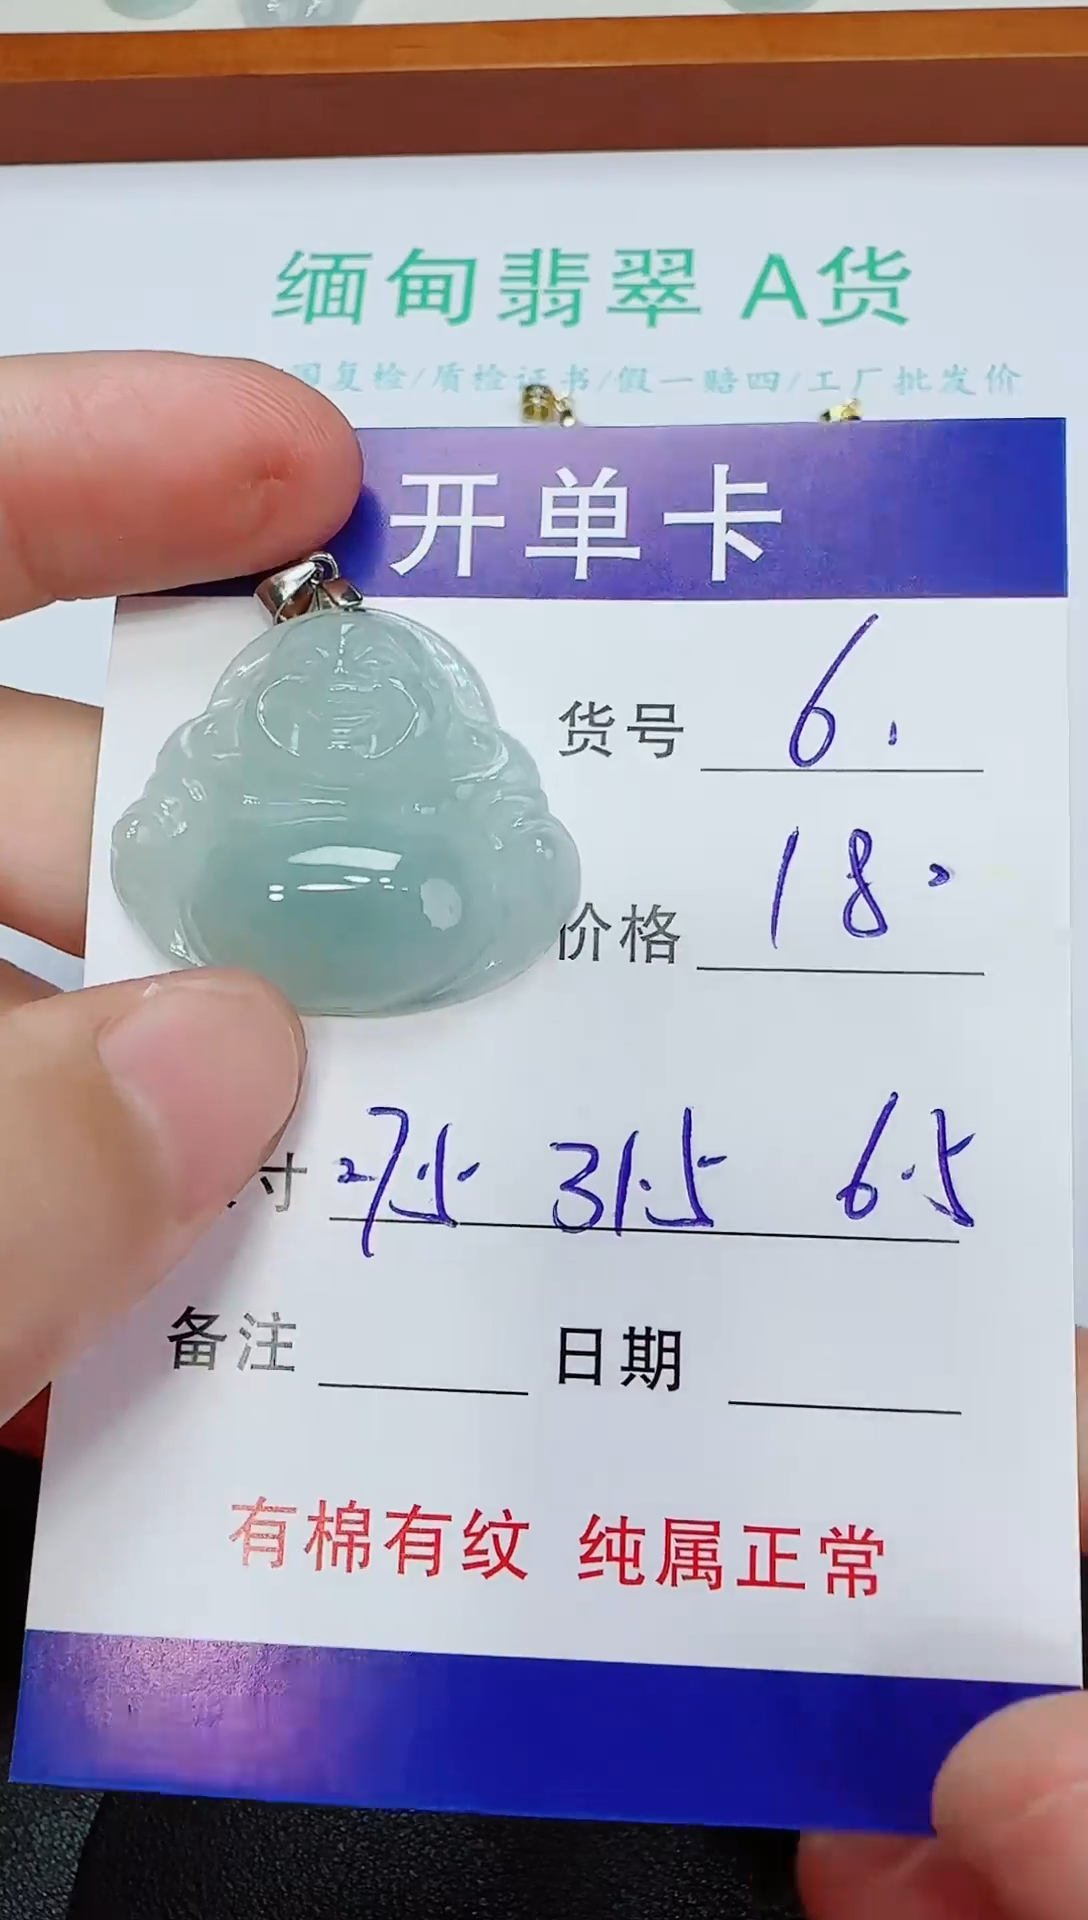 缅甸翡翠 A货
国复检/质检证书/假一赔四/工厂批发价
开单卡
货号 6.
价格 180
寸 27.5 31.5 6.5
备注 日期
有棉有纹 纯属正常